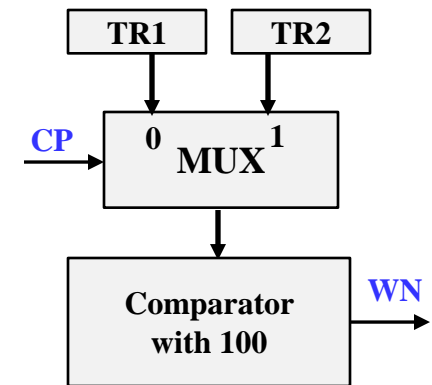 TR1 TR2
CP 0 1
MUX
Comparator WN
with 100